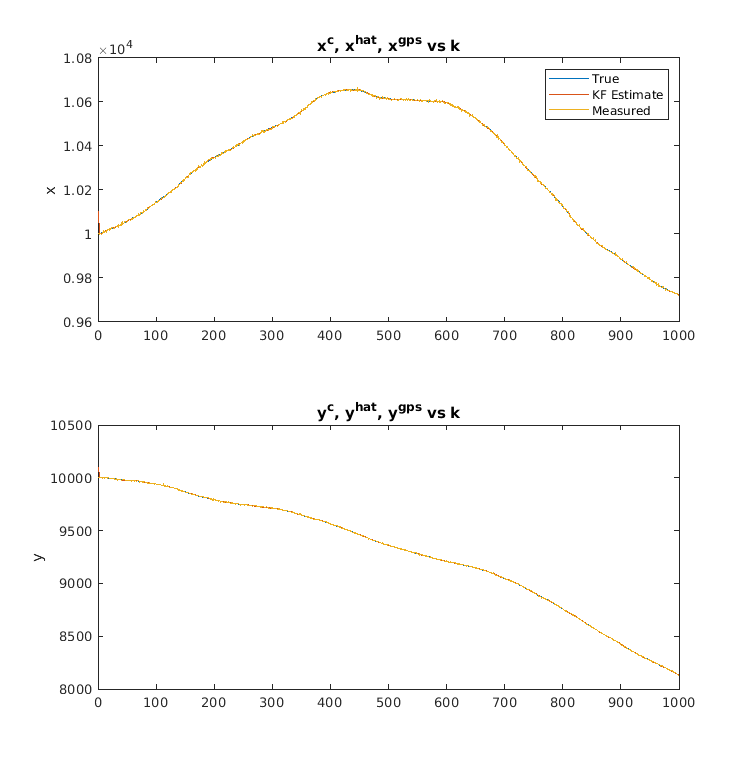 x^c, x^hat, x^gps vs k
×10^4
1.08
1.06
1.04
1.02
1
0.98
0.96
x
True
KF Estimate
Measured
0 100 200 300 400 500 600 700 800 900 1000
y^c, y^hat, y^gps vs k
10500
10000
9500
9000
8500
8000
y
0 100 200 300 400 500 600 700 800 900 1000